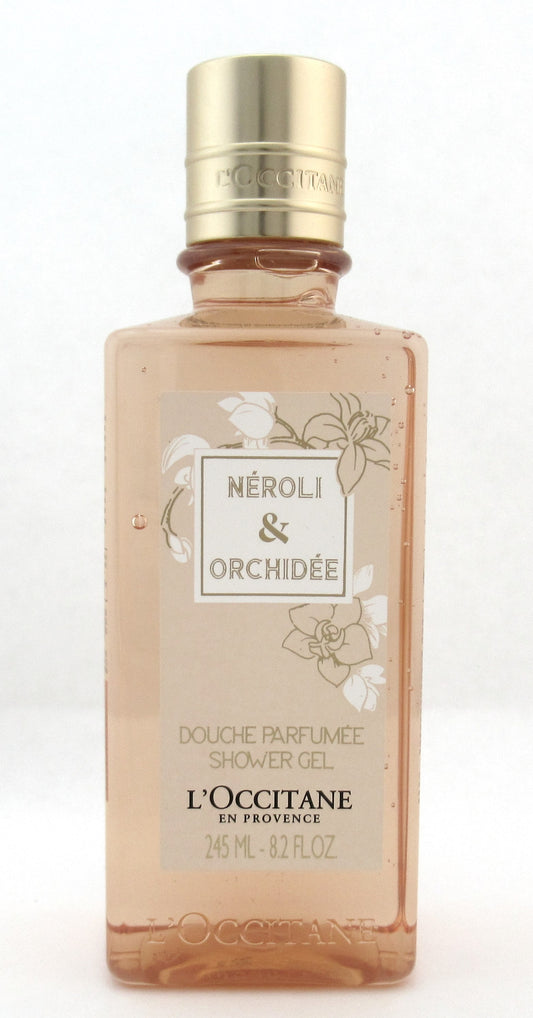 L'OCCITANE
NÉROLI
&
ORCHIDÉE
DOUCHE PARFUMÉE
SHOWER GEL
L'OCCITANE
EN PROVENCE
245 ML - 8.2 FL.OZ.
L'OCCITANE